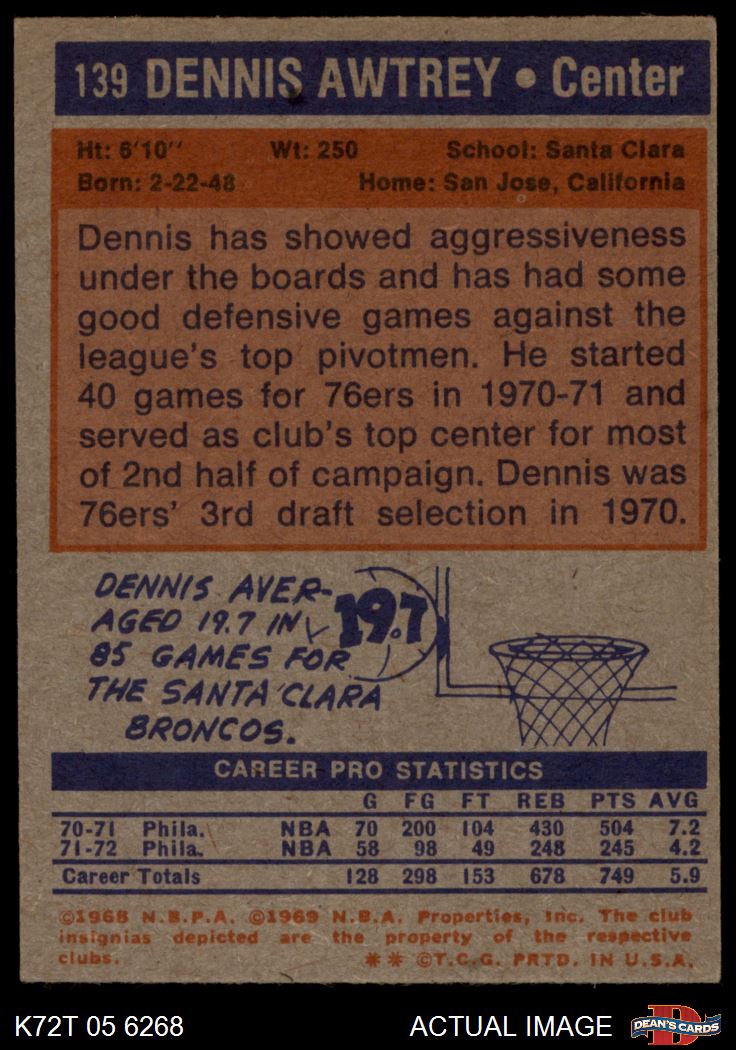 139 DENNIS AWTREY • Center
Ht: 6'10'' Wt: 250 School: Santa Clara
Born: 2-22-48 Home: San Jose, California
Dennis has showed aggressiveness
under the boards and has had some
good defensive games against the
league's top pivotmen. He started
40 games for 76ers in 1970-71 and
served as club's top center for most
of 2nd half of campaign. Dennis was
76ers' 3rd draft selection in 1970.
DENNIS AVER-
AGED 19.7 IN
85 GAMES FOR
THE SANTA CLARA
BRONCOS.
19.7
CAREER PRO STATISTICS
G FG FT REB PTS AVG
70-71 Phila. NBA 70 200 104 430 504 7.2
71-72 Phila. NBA 58 98 49 248 245 4.2
Career Totals 128 298 153 678 749 5.9
©1968 N.B.P.A. ©1969 N.B.A. Properties, Inc. The club
insignias depicted are the property of the respective
clubs. ** ©T.C.G. PRTD. IN U.S.A.
K72T 05 6268 ACTUAL IMAGE DEAN'S CARDS